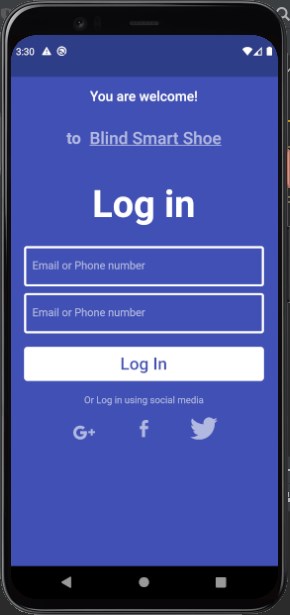 3:30
You are welcome!
to Blind Smart Shoe
Log in
Email or Phone number
Email or Phone number
Log In
Or Log in using social media
G+ f